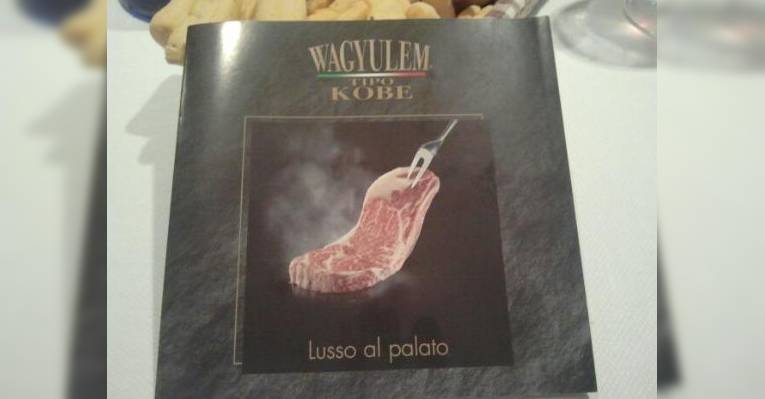 WAGYULEM®
TIPO
KOBE
Lusso al palato